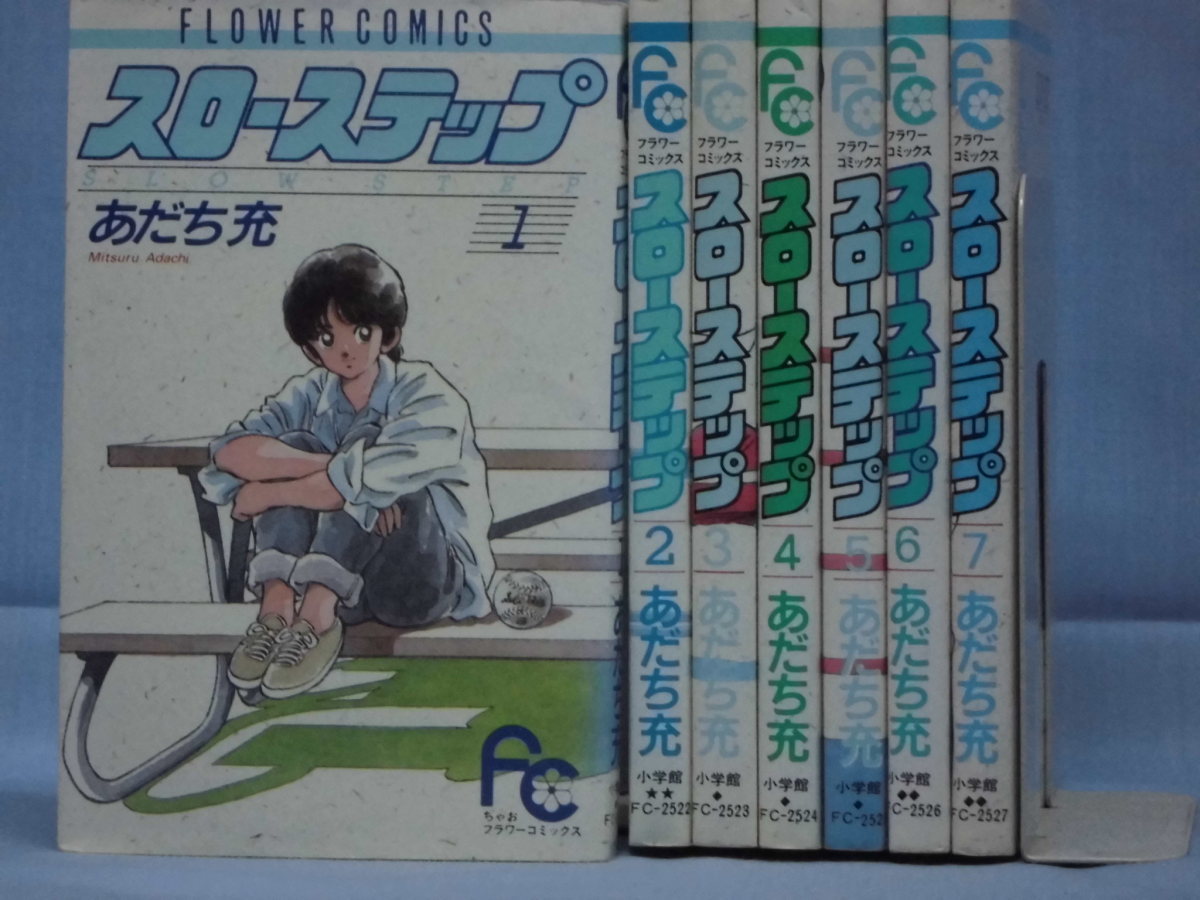 FLOWER COMICS
スローステップ
SLOW STEP
あだち充
Mitsuru Adachi
1
FC
ちゃお
フラワーコミックス
FC
フラワー
コミックス
スローステップ
2
あだち充
小学館
★★
FC-2522
FC
フラワー
コミックス
スローステップ
3
あだち充
小学館
◆
FC-2523
FC
フラワー
コミックス
スローステップ
4
あだち充
小学館
◆
FC-2524
FC
フラワー
コミックス
スローステップ
5
あだち充
小学館
◆
FC-252
FC
フラワー
コミックス
スローステップ
6
あだち充
小学館
◆◆
FC-2526
FC
フラワー
コミックス
スローステップ
7
あだち充
小学館
◆◆
FC-2527